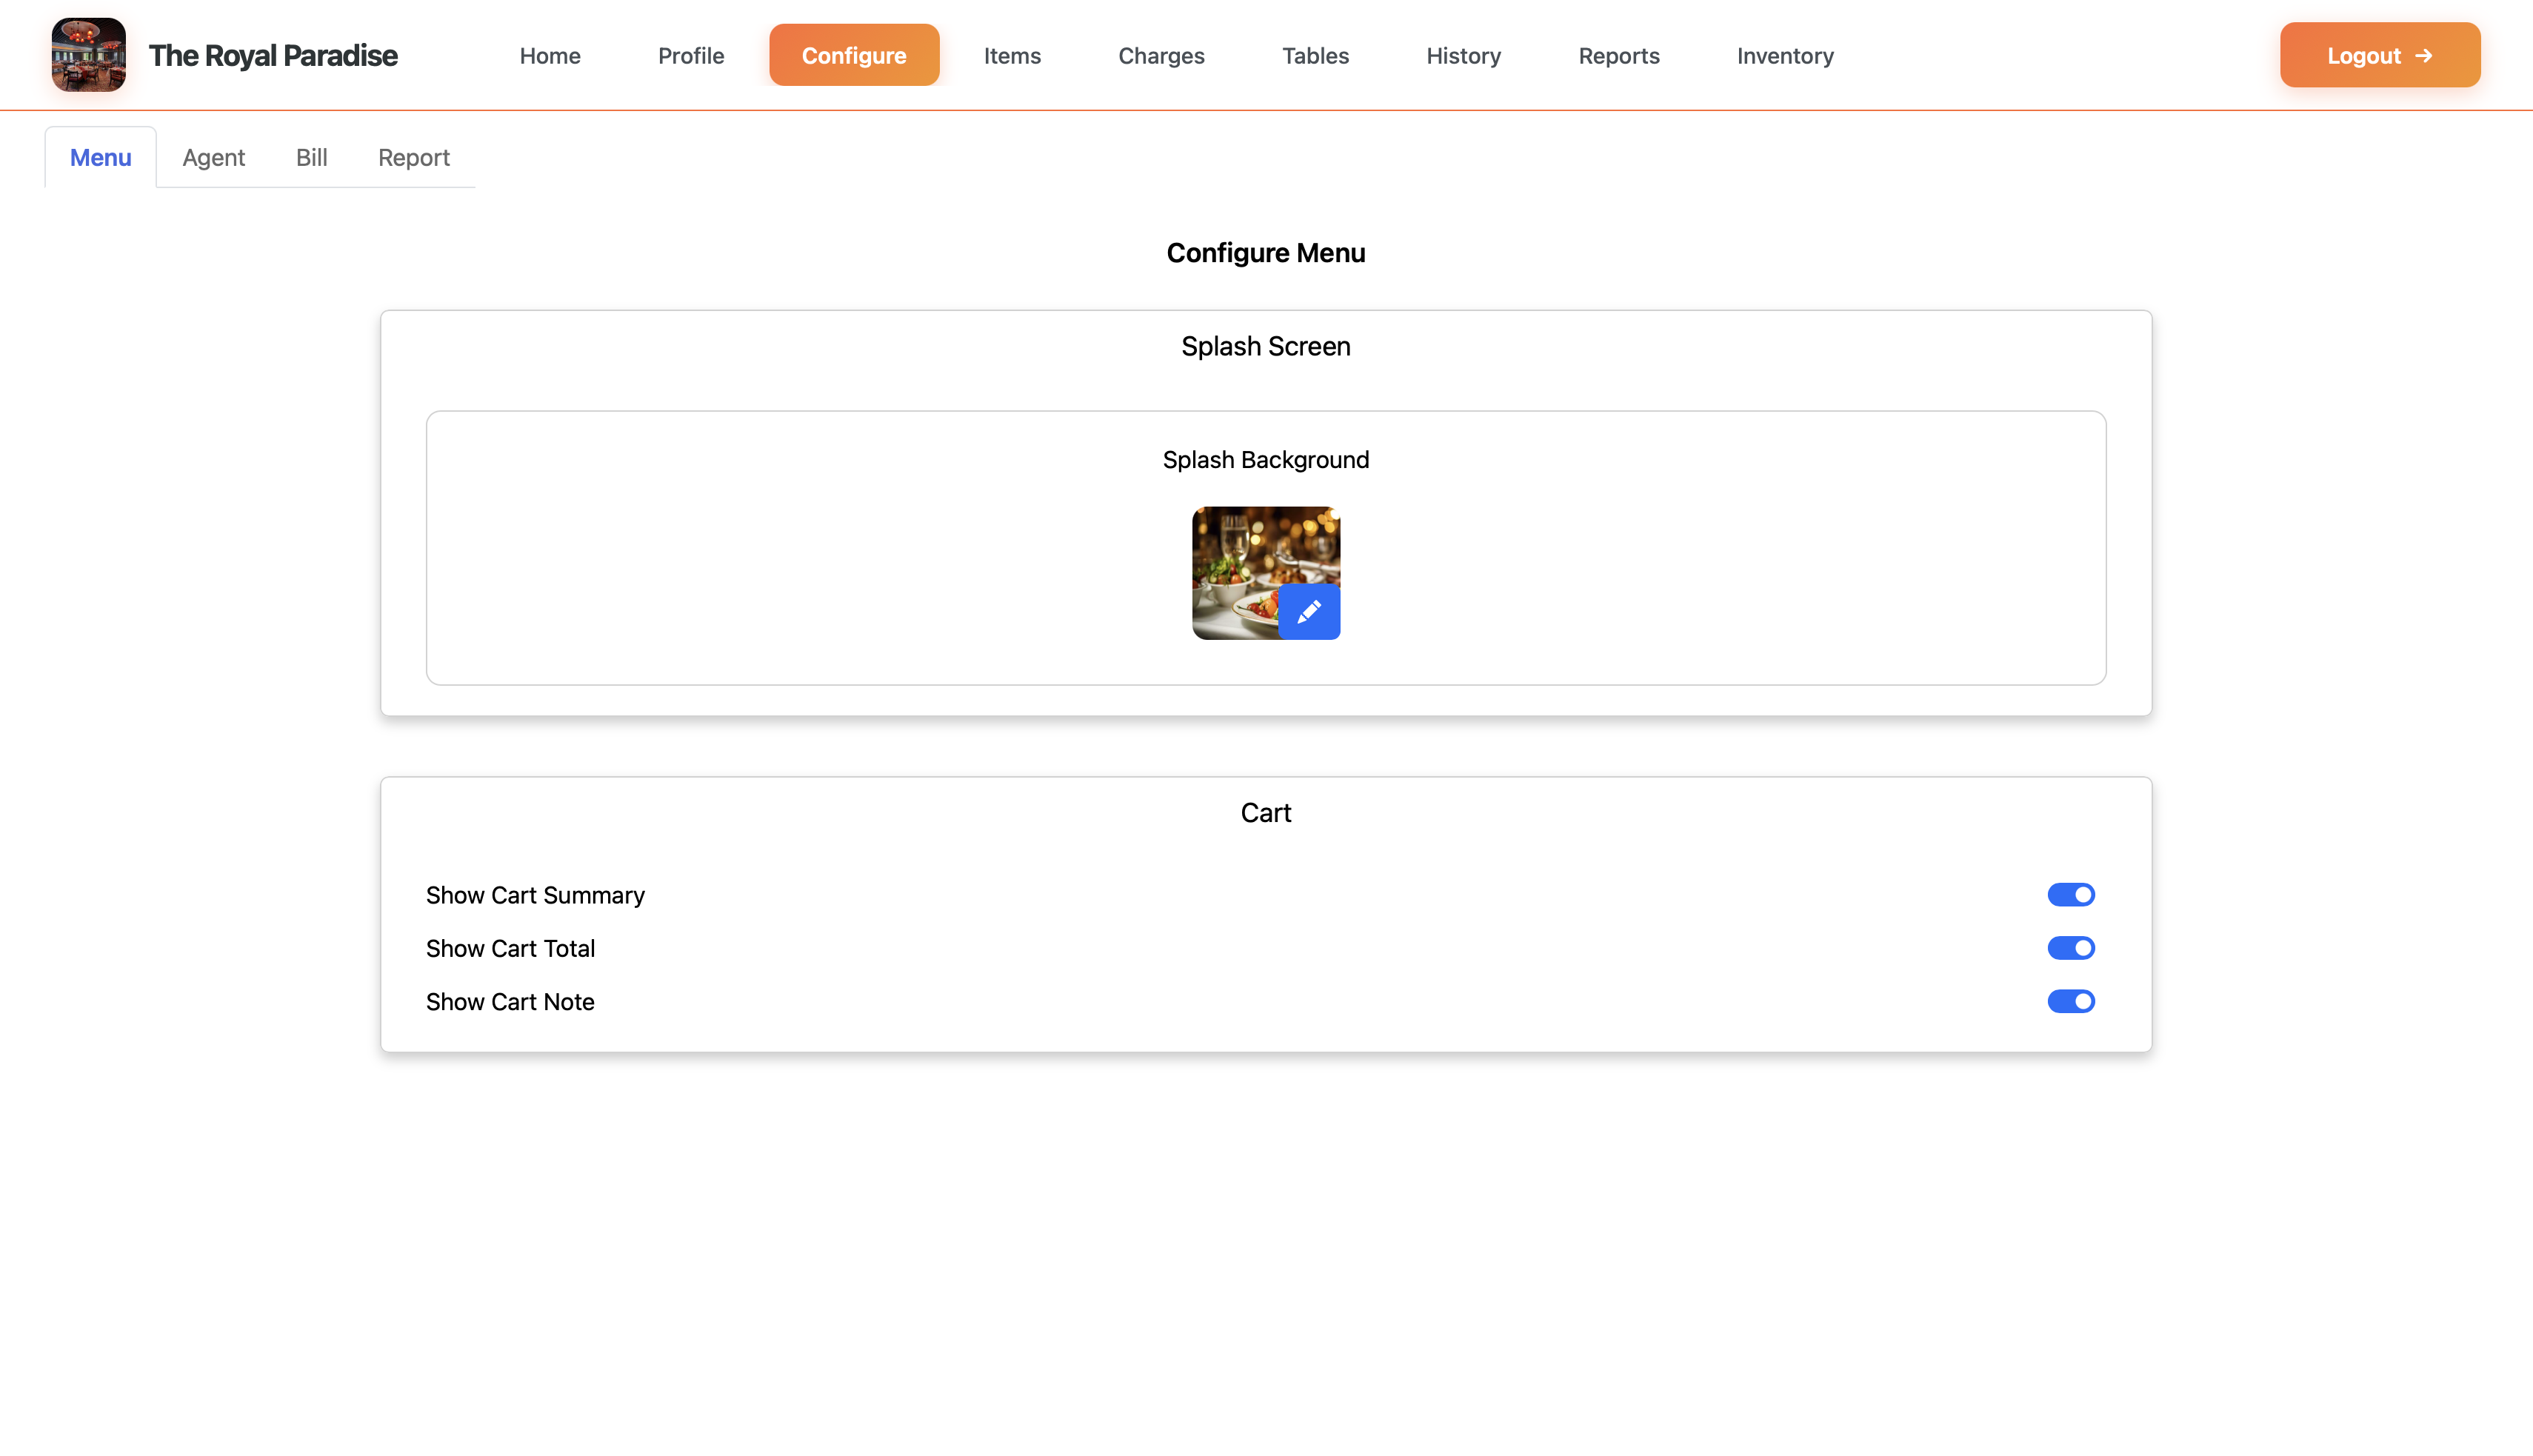 The Royal Paradise
Home Profile Configure Items Charges Tables History Reports Inventory
Logout →
Menu Agent Bill Report
Configure Menu
Splash Screen
Splash Background
Cart
Show Cart Summary
Show Cart Total
Show Cart Note